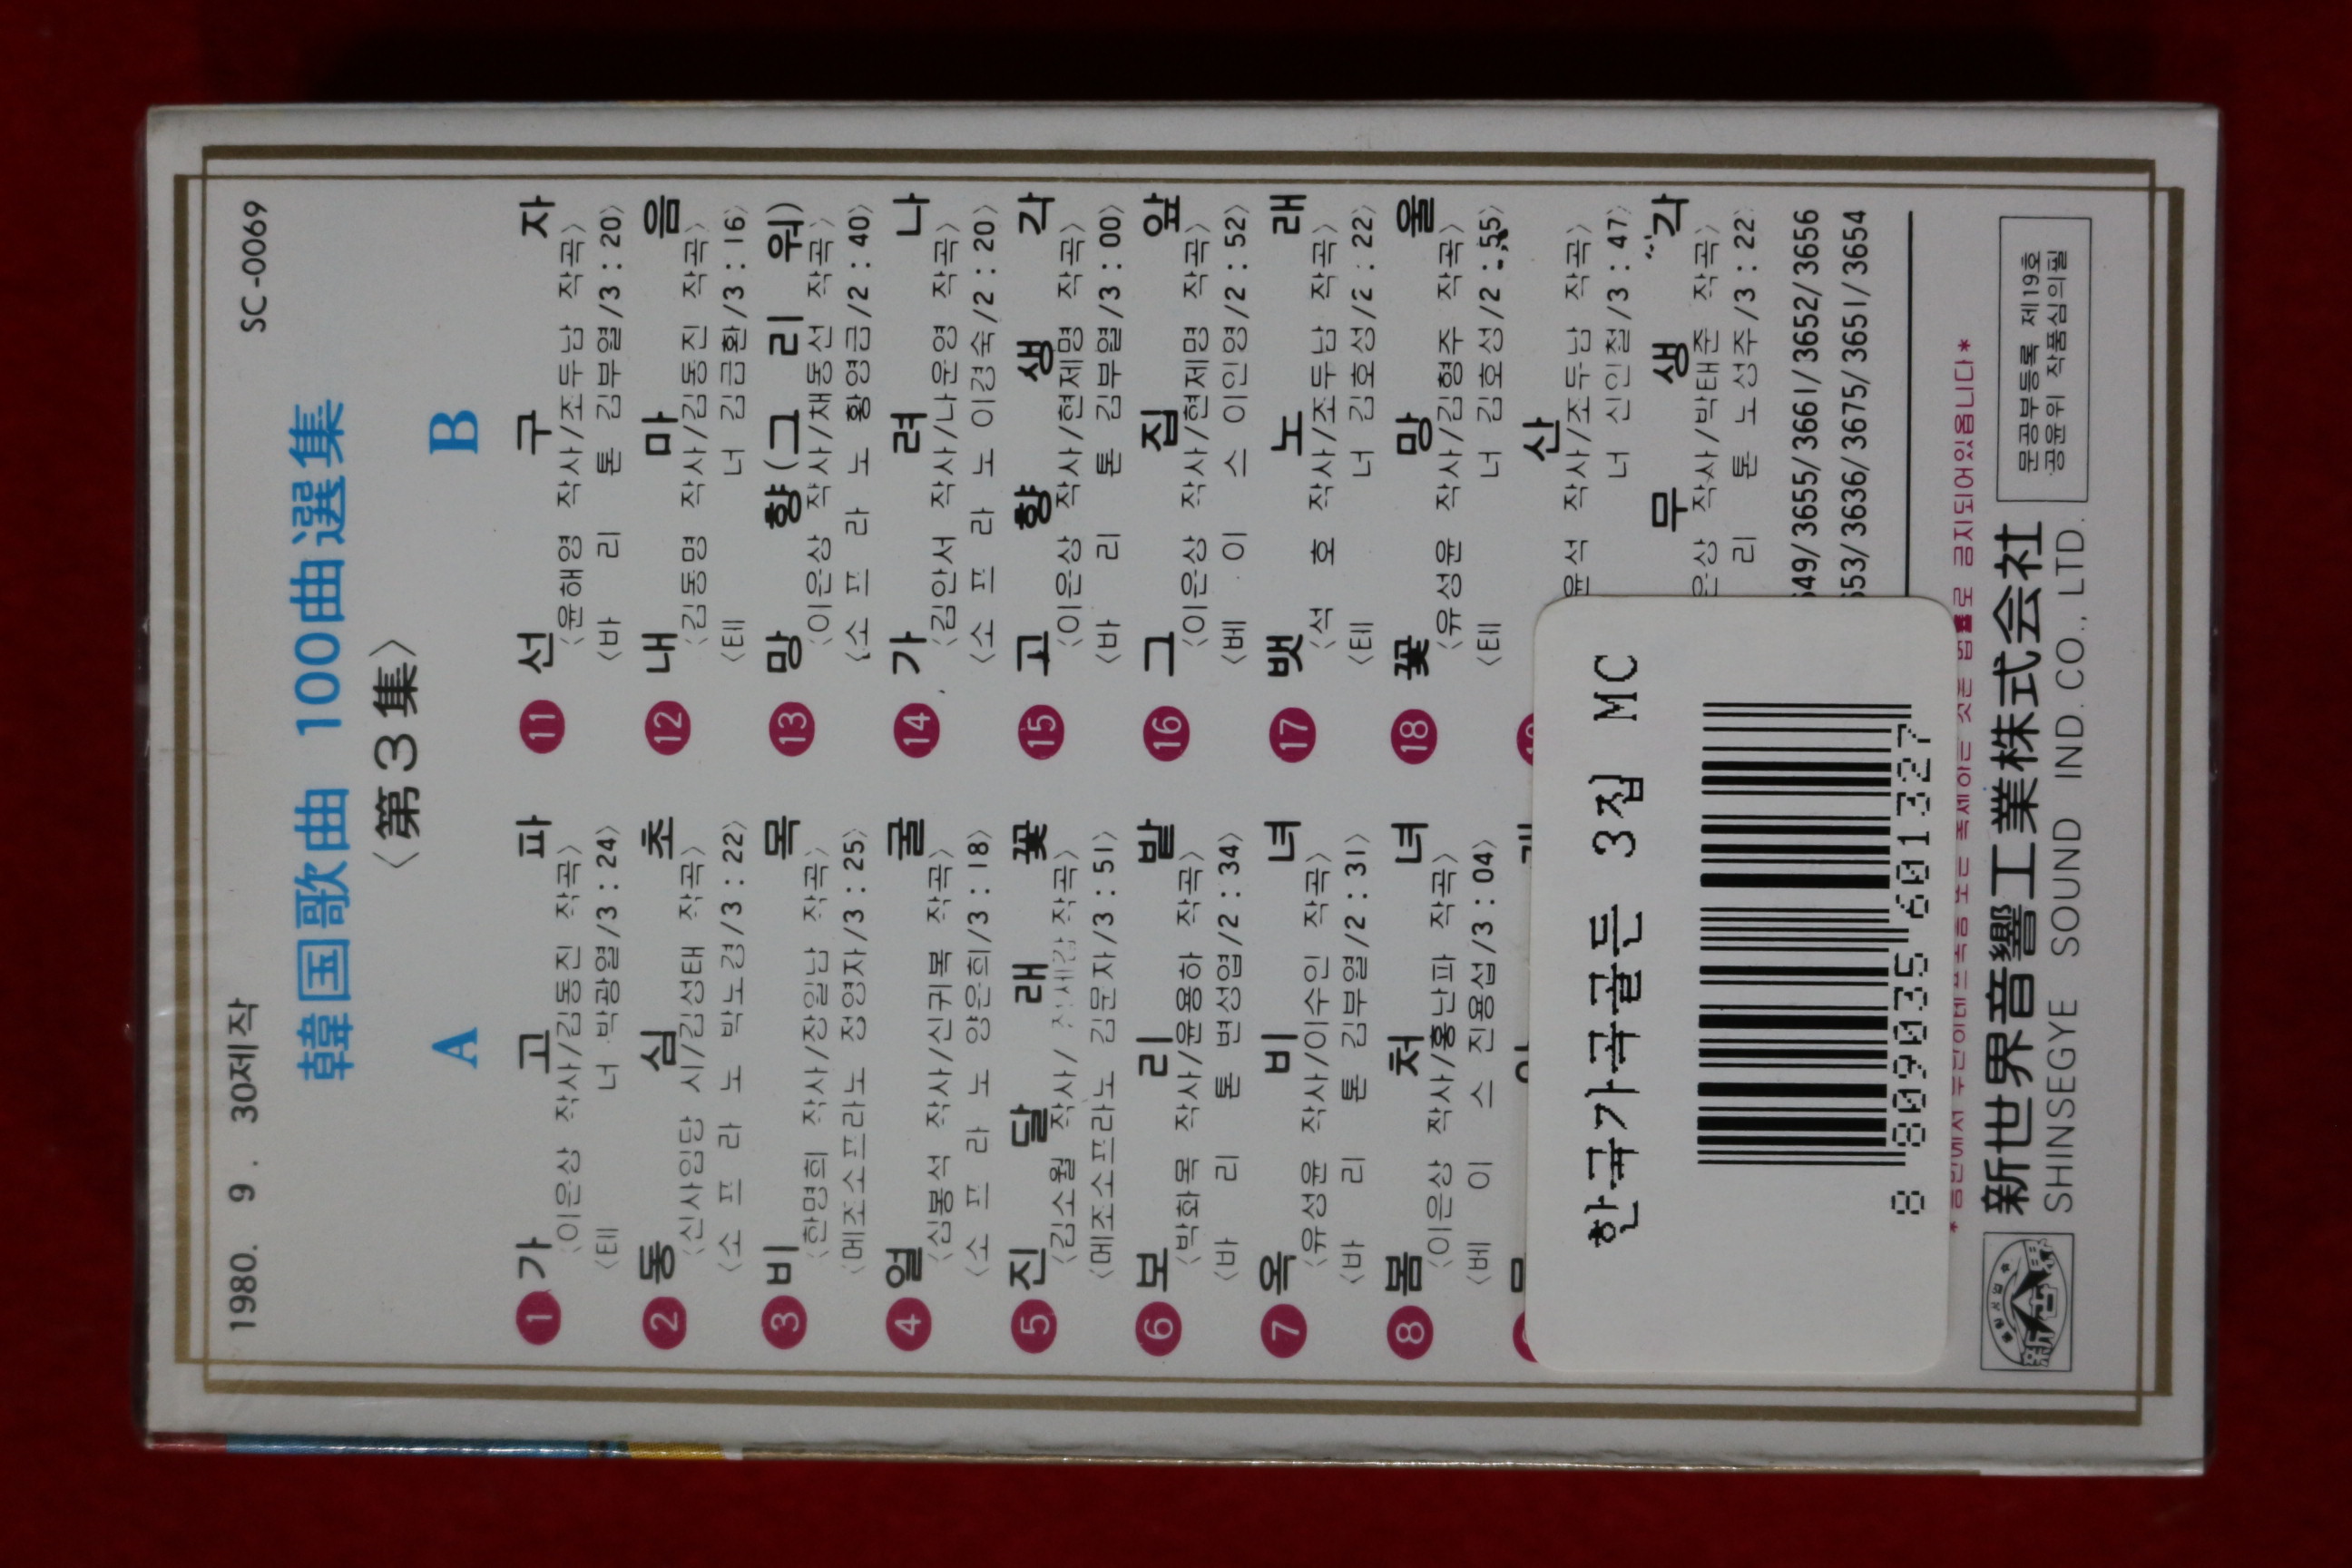 1980. 9. 30제작
SC-0069
韓国歌曲 100曲選集
〈第3集〉
A
❶ 가 고 파
〈이은상 작사/김동진 작곡〉
〈테 너 박광열/3:24〉
❷ 동 심 초
〈신사임당 시/김성태 작곡〉
〈소 프 라 노 박노경/3:22〉
❸ 비 목
〈한명희 작사/장일남 작곡〉
〈메조소프라노 정영자/3:25〉
❹ 얼 굴
〈심봉석 작사/신귀복 작곡〉
〈소 프 라 노 양은희/3:18〉
❺ 진 달 래 꽃
〈김소월 작사/ 작곡〉
〈메조소프라노 김문자/3:51〉
❻ 보 리 밭
〈박화목 작사/윤용하 작곡〉
〈바 리 톤 변성엽/2:34〉
❼ 옥 비 녀
〈유성윤 작사/이수인 작곡〉
〈바 리 톤 김부열/2:31〉
❽ 봄 처 녀
〈이은상 작사/홍난파 작곡〉
〈베 이 스 진용섭/3:04〉
B
⓫ 선 구 자
〈윤해영 작사/조두남 작곡〉
〈바 리 톤 김부열/3:20〉
⓬ 내 마 음
〈김동명 작사/김동진 작곡〉
〈테 너 김금환/3:16〉
⓭ 망 향(그 리 워)
〈이은상 작사/채동선 작곡〉
〈소 프 라 노 황영금/2:40〉
⓮ 가 려 나
〈김안서 작사/나운영 작곡〉
〈소 프 라 노 이경숙/2:20〉
⓯ 고 향 생 각
〈이은상 작사/현제명 작곡〉
〈바 리 톤 김부열/3:00〉
⓰ 그 집 앞
〈이은상 작사/현제명 작곡〉
〈베 이 스 이인영/2:52〉
⓱ 뱃 노 래
〈석 호 작사/조두남 작곡〉
〈테 너 김호성/2:22〉
⓲ 꽃 망 울
〈유성윤 작사/김형주 작곡〉
〈테 너 김호성/2:55〉
산
윤석 작사/조두남 작곡〉
너 신인철/3:47〉
무 생 각
은상 작사/박태준 작곡〉
리 톤 노성주/3:22〉
649/3655/3661/3652/3656
653/3636/3675/3651/3654
한국가곡골든 3집 MC
8 809035 601327
금지되어있읍니다*
新世界音響工業株式会社
SHINSEGYE SOUND IND. CO., LTD.
문공부등록 제19호
공윤위 작품심의필